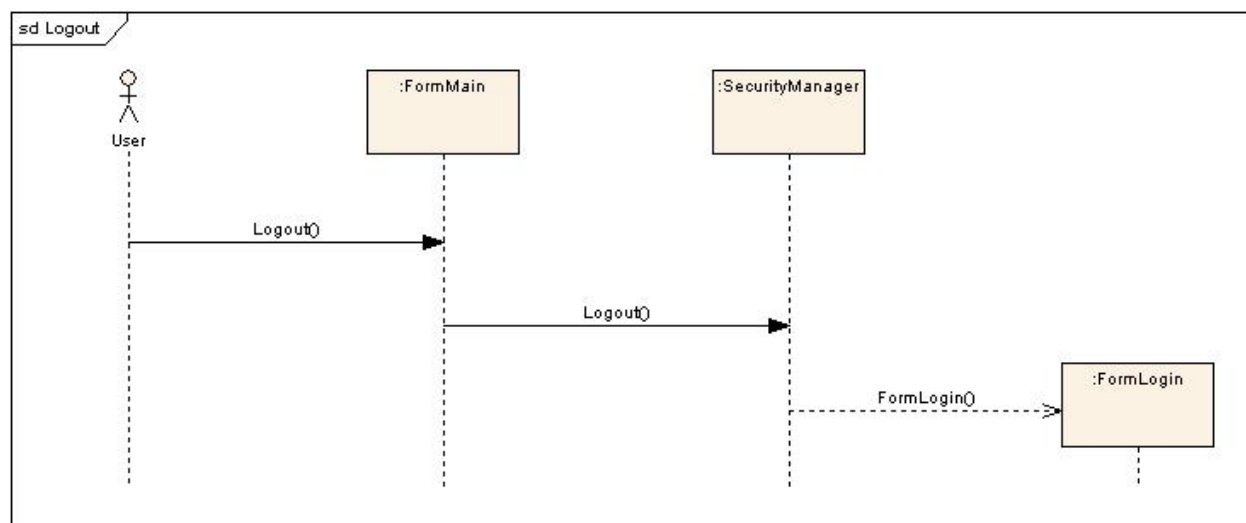 sd Logout
:FormMain
:SecurityManager
User
Logout()
Logout()
:FormLogin
FormLogin()